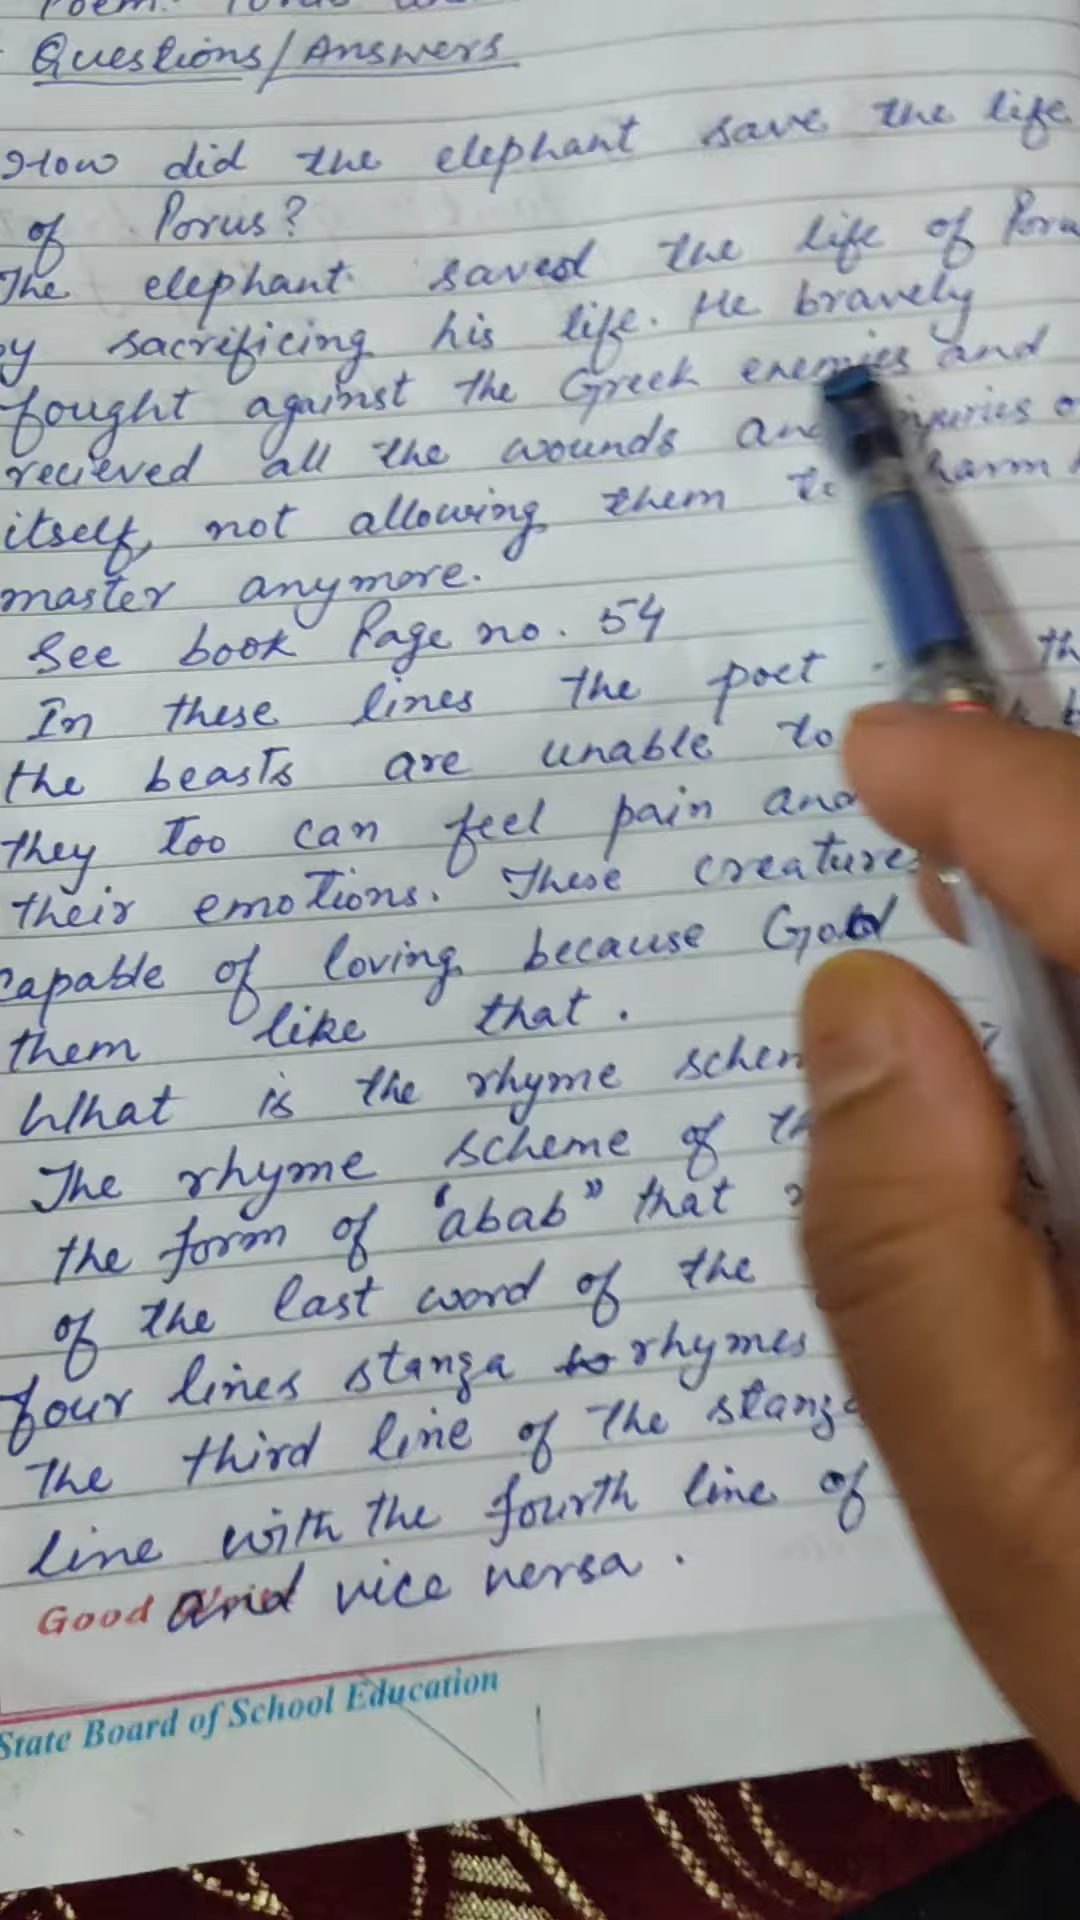 Poem:
Questions/Answers
How did the elephant save the life
of Porus?
The elephant saved the life of Poru
by sacrificing his life. He bravely
fought against the Greek enemies and
recieved all the wounds and injuries o
itself, not allowing them to harm
master anymore.
See book Page no. 54
In these lines the poet
the beasts are unable to
they too can feel pain and
their emotions. These creatures
capable of loving because God
them like that.
What is the rhyme schem
The rhyme scheme of th
the form of "abab" that
of the last word of the
four lines stanza rhymes
the third line of the stanza
line with the fourth line of
and vice versa.
Good
State Board of School Education